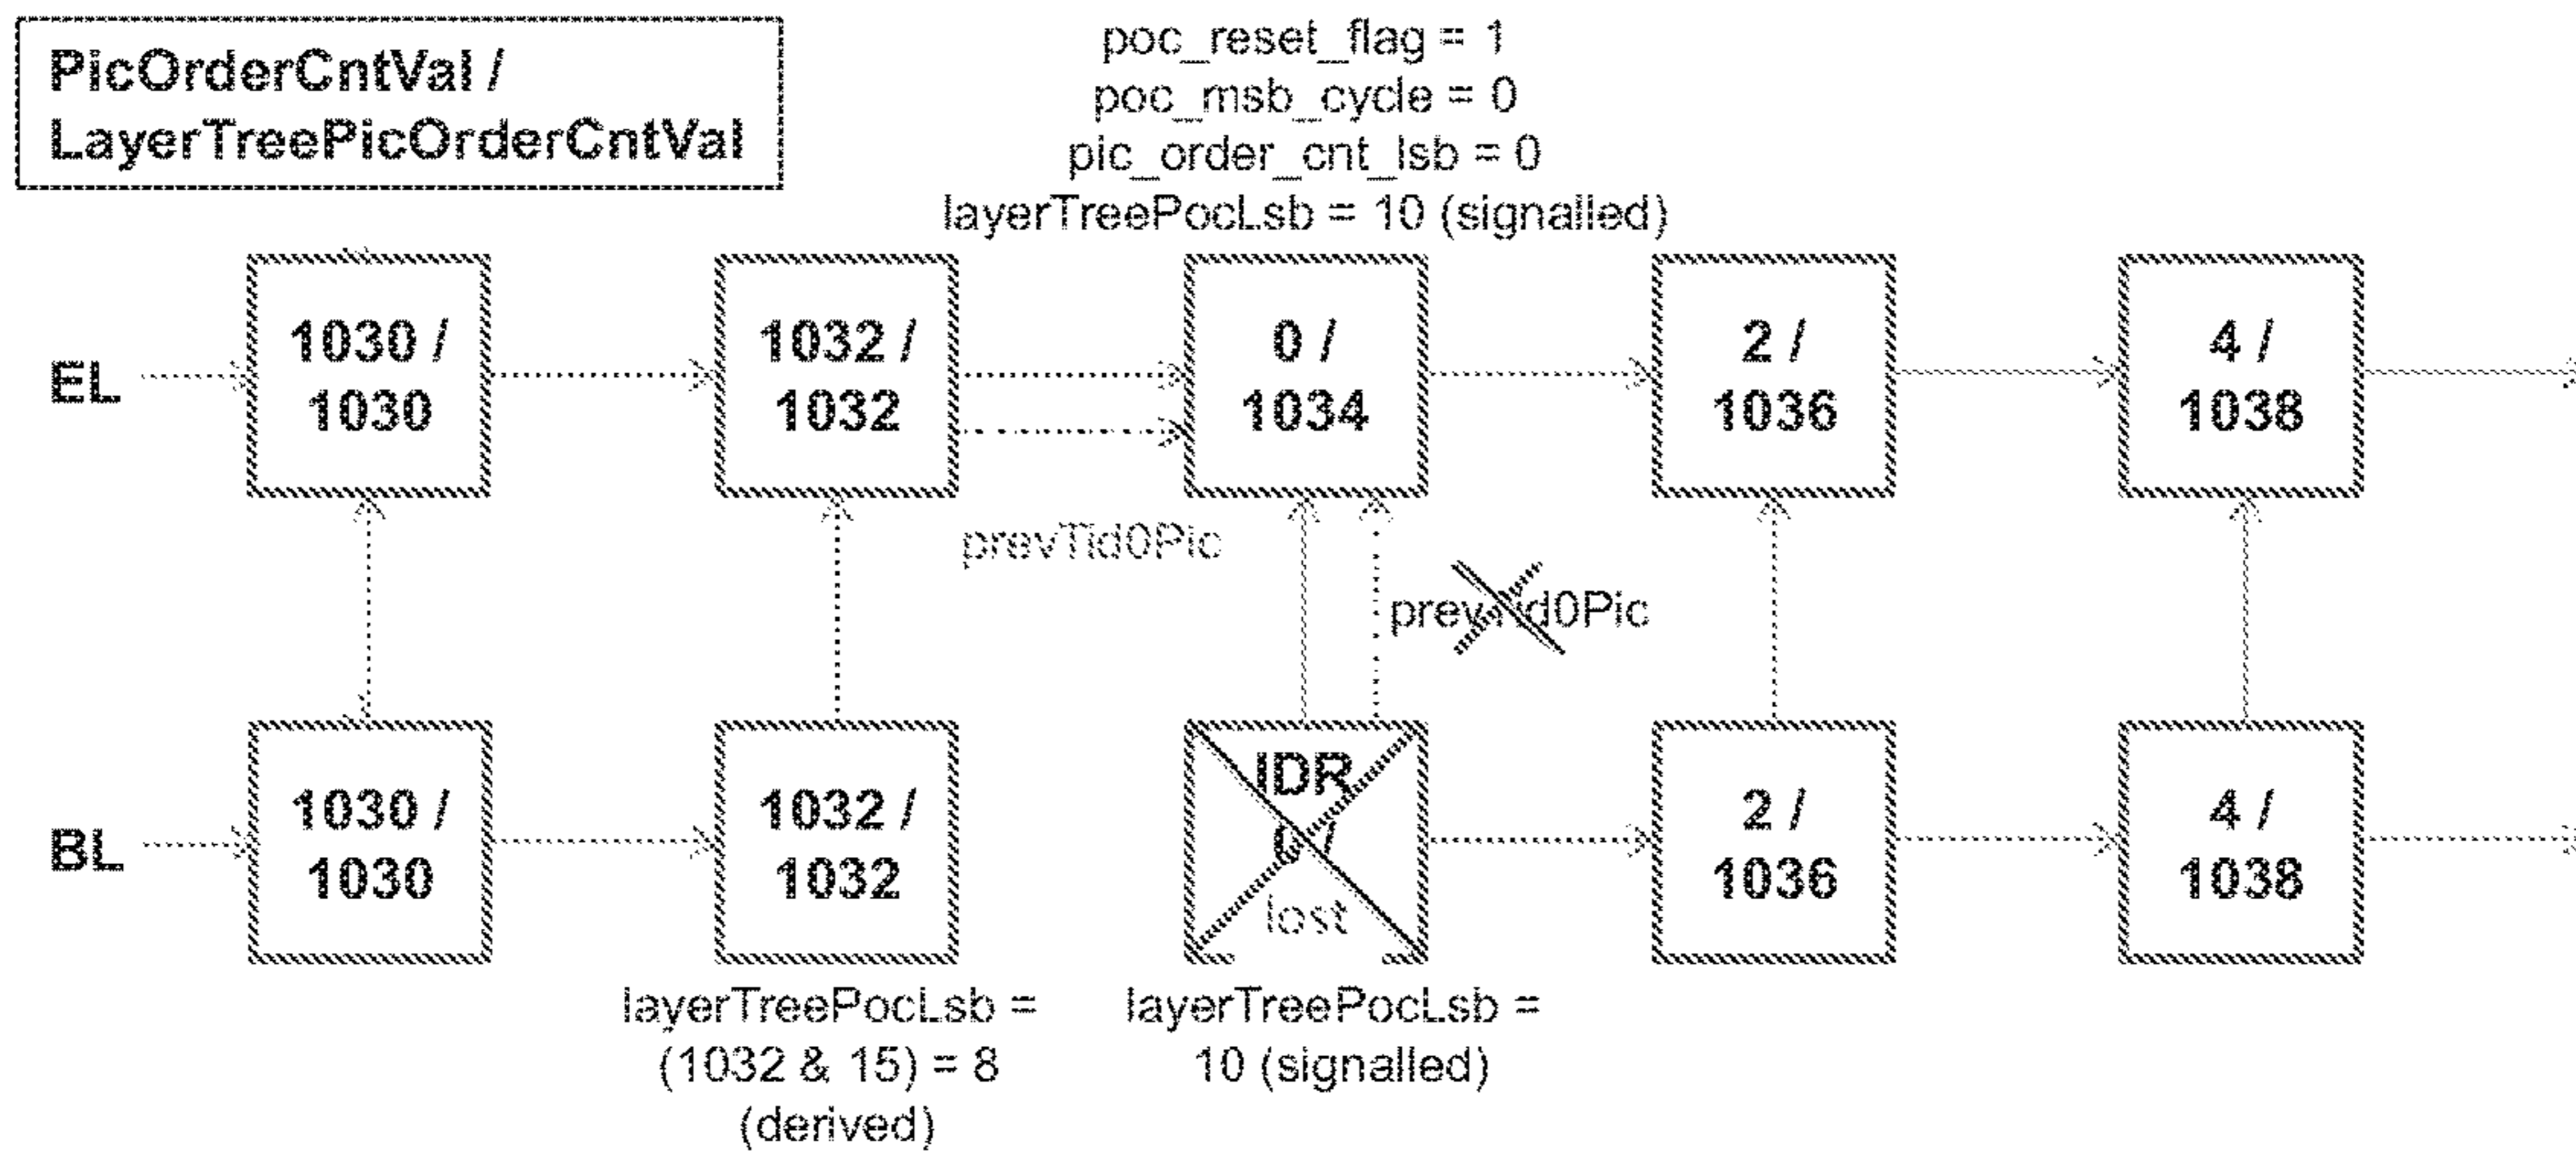 PicOrderCntVal /
LayerTreePicOrderCntVal
poc_reset_flag = 1
poc_msb_cycle = 0
pic_order_cnt_lsb = 0
layerTreePocLsb = 10 (signalled)
EL
1030 /
1030
1032 /
1032
0 /
1034
2 /
1036
4 /
1038
prevTid0Pic
prevTid0Pic
BL
1030 /
1030
1032 /
1032
IDR
0 /
lost
2 /
1036
4 /
1038
layerTreePocLsb =
(1032 & 15) = 8
(derived)
layerTreePocLsb =
10 (signalled)